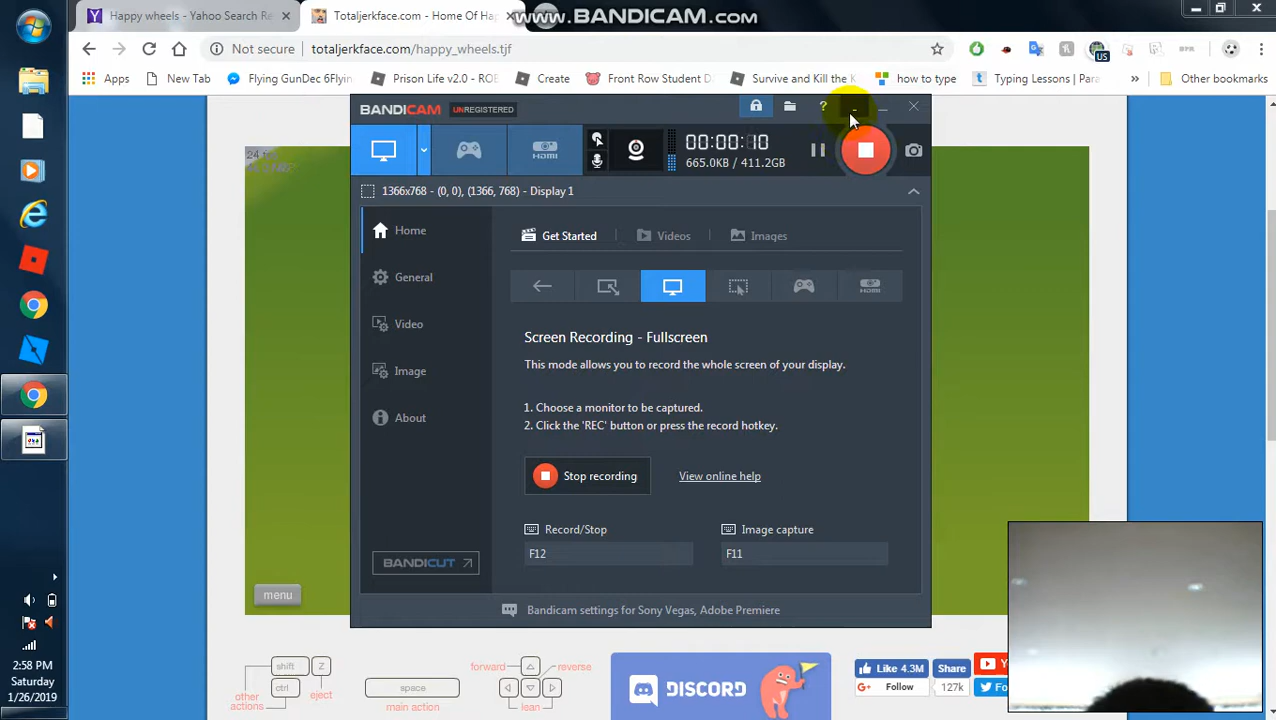 www.BANDICAM.com
Happy wheels - Yahoo Search Re
Totaljerkface.com - Home Of Ha
Not secure
totaljerkface.com/happy_wheels.tjf
US
Apps
New Tab
Flying GunDec 6Flyin
Prison Life v2.0 - RO
Create
Front Row Student D
Survive and Kill the K
how to type
Typing Lessons | Para
»
Other bookmarks
BANDICAM
UNREGISTERED
?
HDMI
00:00:10
665.0KB / 411.2GB
1366x768 - (0, 0), (1366, 768) - Display 1
Home
General
Video
Image
About
Get Started
Videos
Images
HDMI
Screen Recording - Fullscreen
This mode allows you to record the whole screen of your display.
1. Choose a monitor to be captured.
2. Click the 'REC' button or press the record hotkey.
Stop recording
View online help
Record/Stop
Image capture
F12
F11
BANDICUT
Bandicam settings for Sony Vegas, Adobe Premiere
menu
shift
Z
ctrl
eject
other
actions
space
main action
forward
reverse
lean
DISCORD
Like 4.3M
Share
Follow
127k
2:58 PM
Saturday
1/26/2019